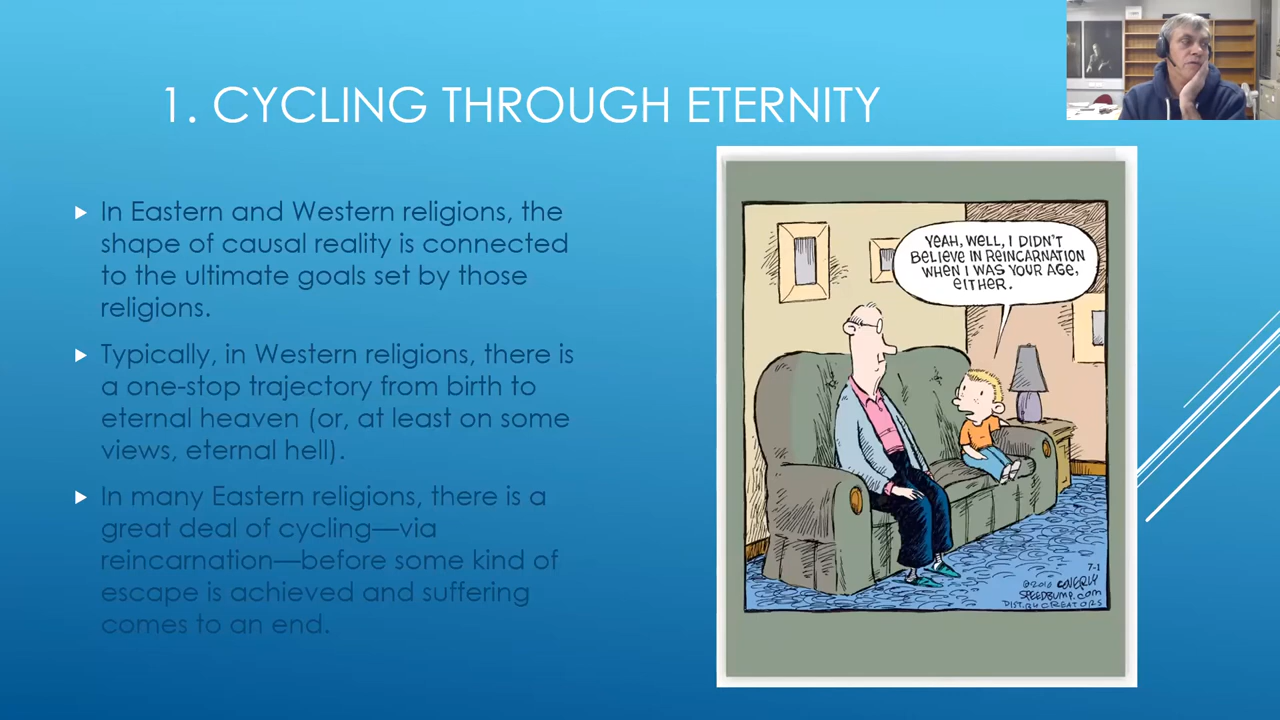 1. CYCLING THROUGH ETERNITY
In Eastern and Western religions, the
shape of causal reality is connected
to the ultimate goals set by those
religions.
Typically, in Western religions, there is
a one-stop trajectory from birth to
eternal heaven (or, at least on some
views, eternal hell).
In many Eastern religions, there is a
great deal of cycling—via
reincarnation—before some kind of
escape is achieved and suffering
comes to an end.
YEAH, WELL, I DIDN'T
BELIEVE IN REINCARNATION
WHEN I WAS YOUR AGE,
EITHER.
7-1
©2010 COVERLY
SPEEDBUMP.COM
DIST. BY CREATORS